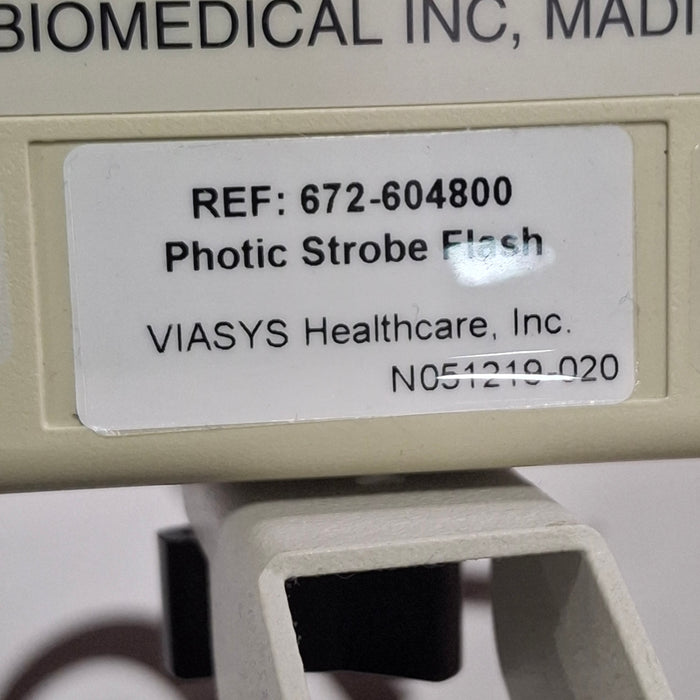 BIOMEDICAL INC, MADI
REF: 672-604800
Photic Strobe Flash
VIASYS Healthcare, Inc.
N051219-020